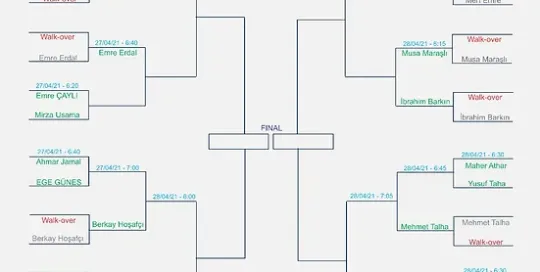 Walk-over
Emre Erdal
27/04/21 - 6:40
Emre Erdal
27/04/21 - 6:20
Emre ÇAYLI
Mirza Usama
27/04/21 - 6:40
Ahmar Jamal
EGE GÜNEŞ
27/04/21 - 7:00
Walk-over
Berkay Hoşafçı
Berkay Hoşafçı
28/04/21 - 8:00
FINAL
28/04/21 - 6:15
Musa Maraşlı
Walk-over
Musa Maraşlı
İbrahim Barkın
Walk-over
İbrahim Barkın
28/04/21 - 7:05
28/04/21 - 6:45
28/04/21 - 6:30
Maher Athar
Yusuf Taha
Mehmet Talha
Mehmet Talha
Walk-over
28/04/21 - 6:30